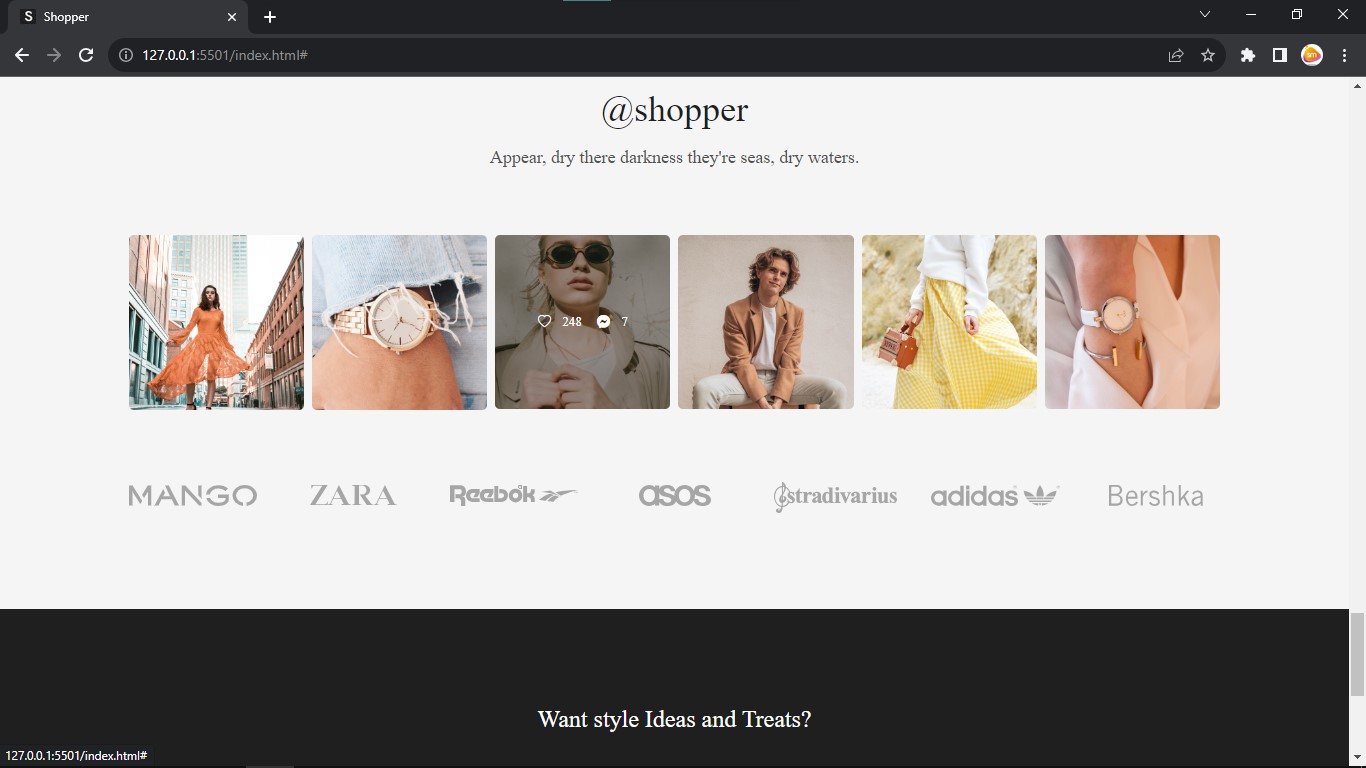 S Shopper
127.0.0.1:5501/index.html#
@shopper
Appear, dry there darkness they're seas, dry waters.
248 7
MANGO ZARA Reebok asos stradivarius adidas Bershka
Want style Ideas and Treats?
127.0.0.1:5501/index.html#